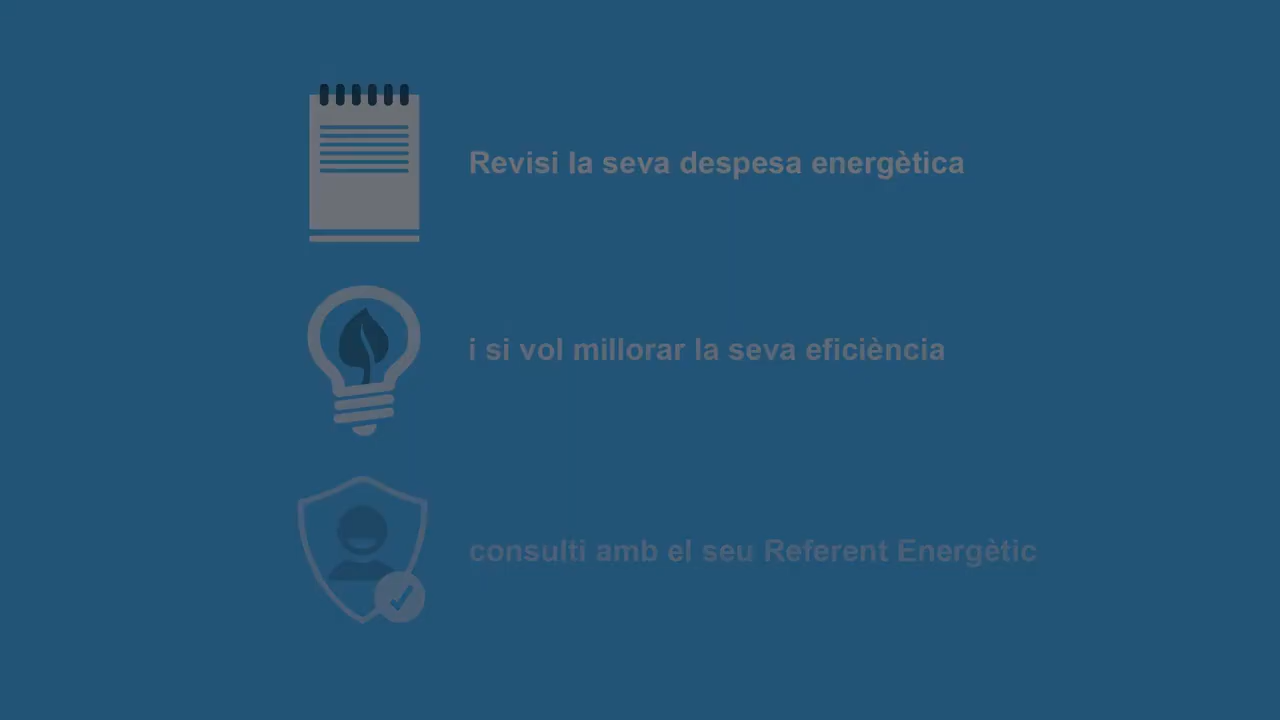 Revisi la seva despesa energètica
i si vol millorar la seva eficiència
consulti amb el seu Referent Energètic